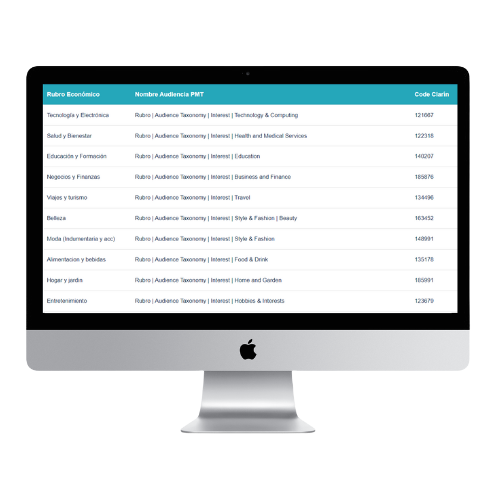 Rubro Económico Nombre Audiencia PMT Code Clarin
Tecnología y Electrónica Rubro | Audience Taxonomy | Interest | Technology & Computing 121667
Salud y Bienestar Rubro | Audience Taxonomy | Interest | Health and Medical Services 122318
Educación y Formación Rubro | Audience Taxonomy | Interest | Education 140207
Negocios y Finanzas Rubro | Audience Taxonomy | Interest | Business and Finance 185876
Viajes y turismo Rubro | Audience Taxonomy | Interest | Travel 134496
Belleza Rubro | Audience Taxonomy | Interest | Style & Fashion | Beauty 163452
Moda (Indumentaria y acc) Rubro | Audience Taxonomy | Interest | Style & Fashion 148991
Alimentacion y bebidas Rubro | Audience Taxonomy | Interest | Food & Drink 135178
Hogar y jardin Rubro | Audience Taxonomy | Interest | Home and Garden 185991
Entretenimiento Rubro | Audience Taxonomy | Interest | Hobbies & Interests 123679